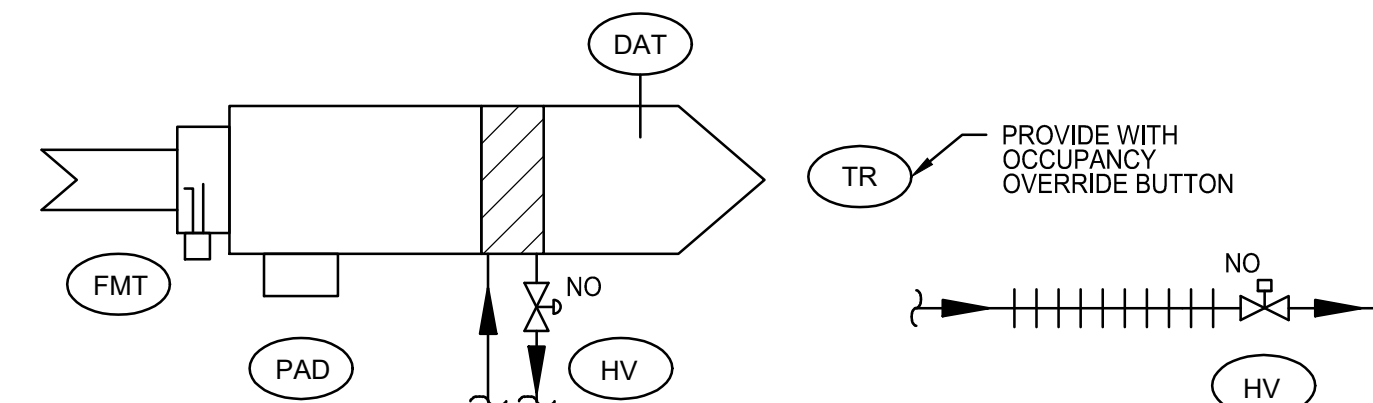 DAT
PROVIDE WITH
OCCUPANCY
OVERRIDE BUTTON
TR
FMT
NO
NO
PAD
HV
HV